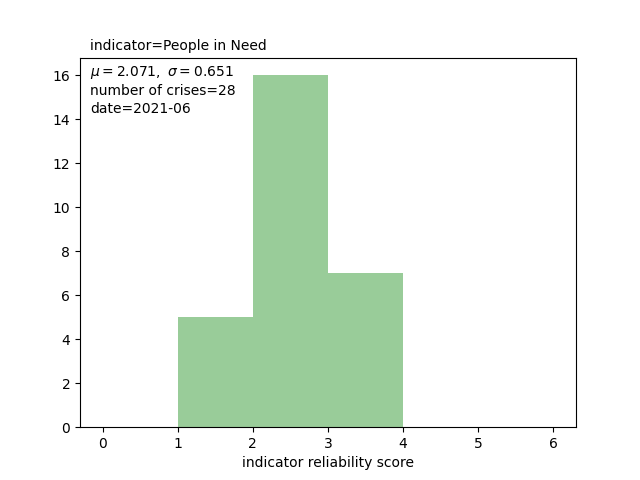 indicator=People in Need
μ = 2.071, σ = 0.651
number of crises=28
date=2021-06
16
14
12
10
8
6
4
2
0
0 1 2 3 4 5 6
indicator reliability score